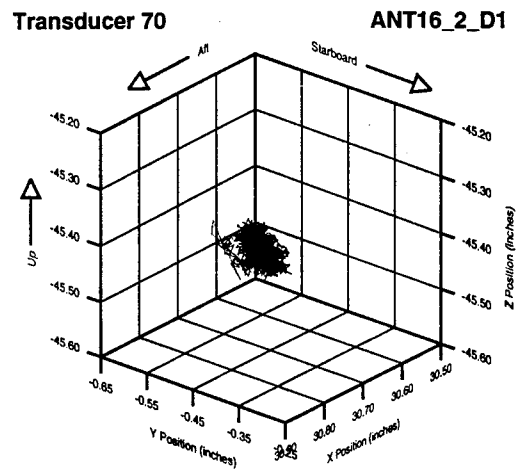 Transducer 70
ANT16_2_D1
Aft
Starboard
Up
-45.20
-45.30
-45.40
-45.50
-45.60
-45.20
-45.30
-45.40
-45.50
-45.60
Z Position (inches)
-0.65
-0.55
-0.45
-0.35
Y Position (inches)
30.80
30.70
30.60
30.50
X Position (inches)